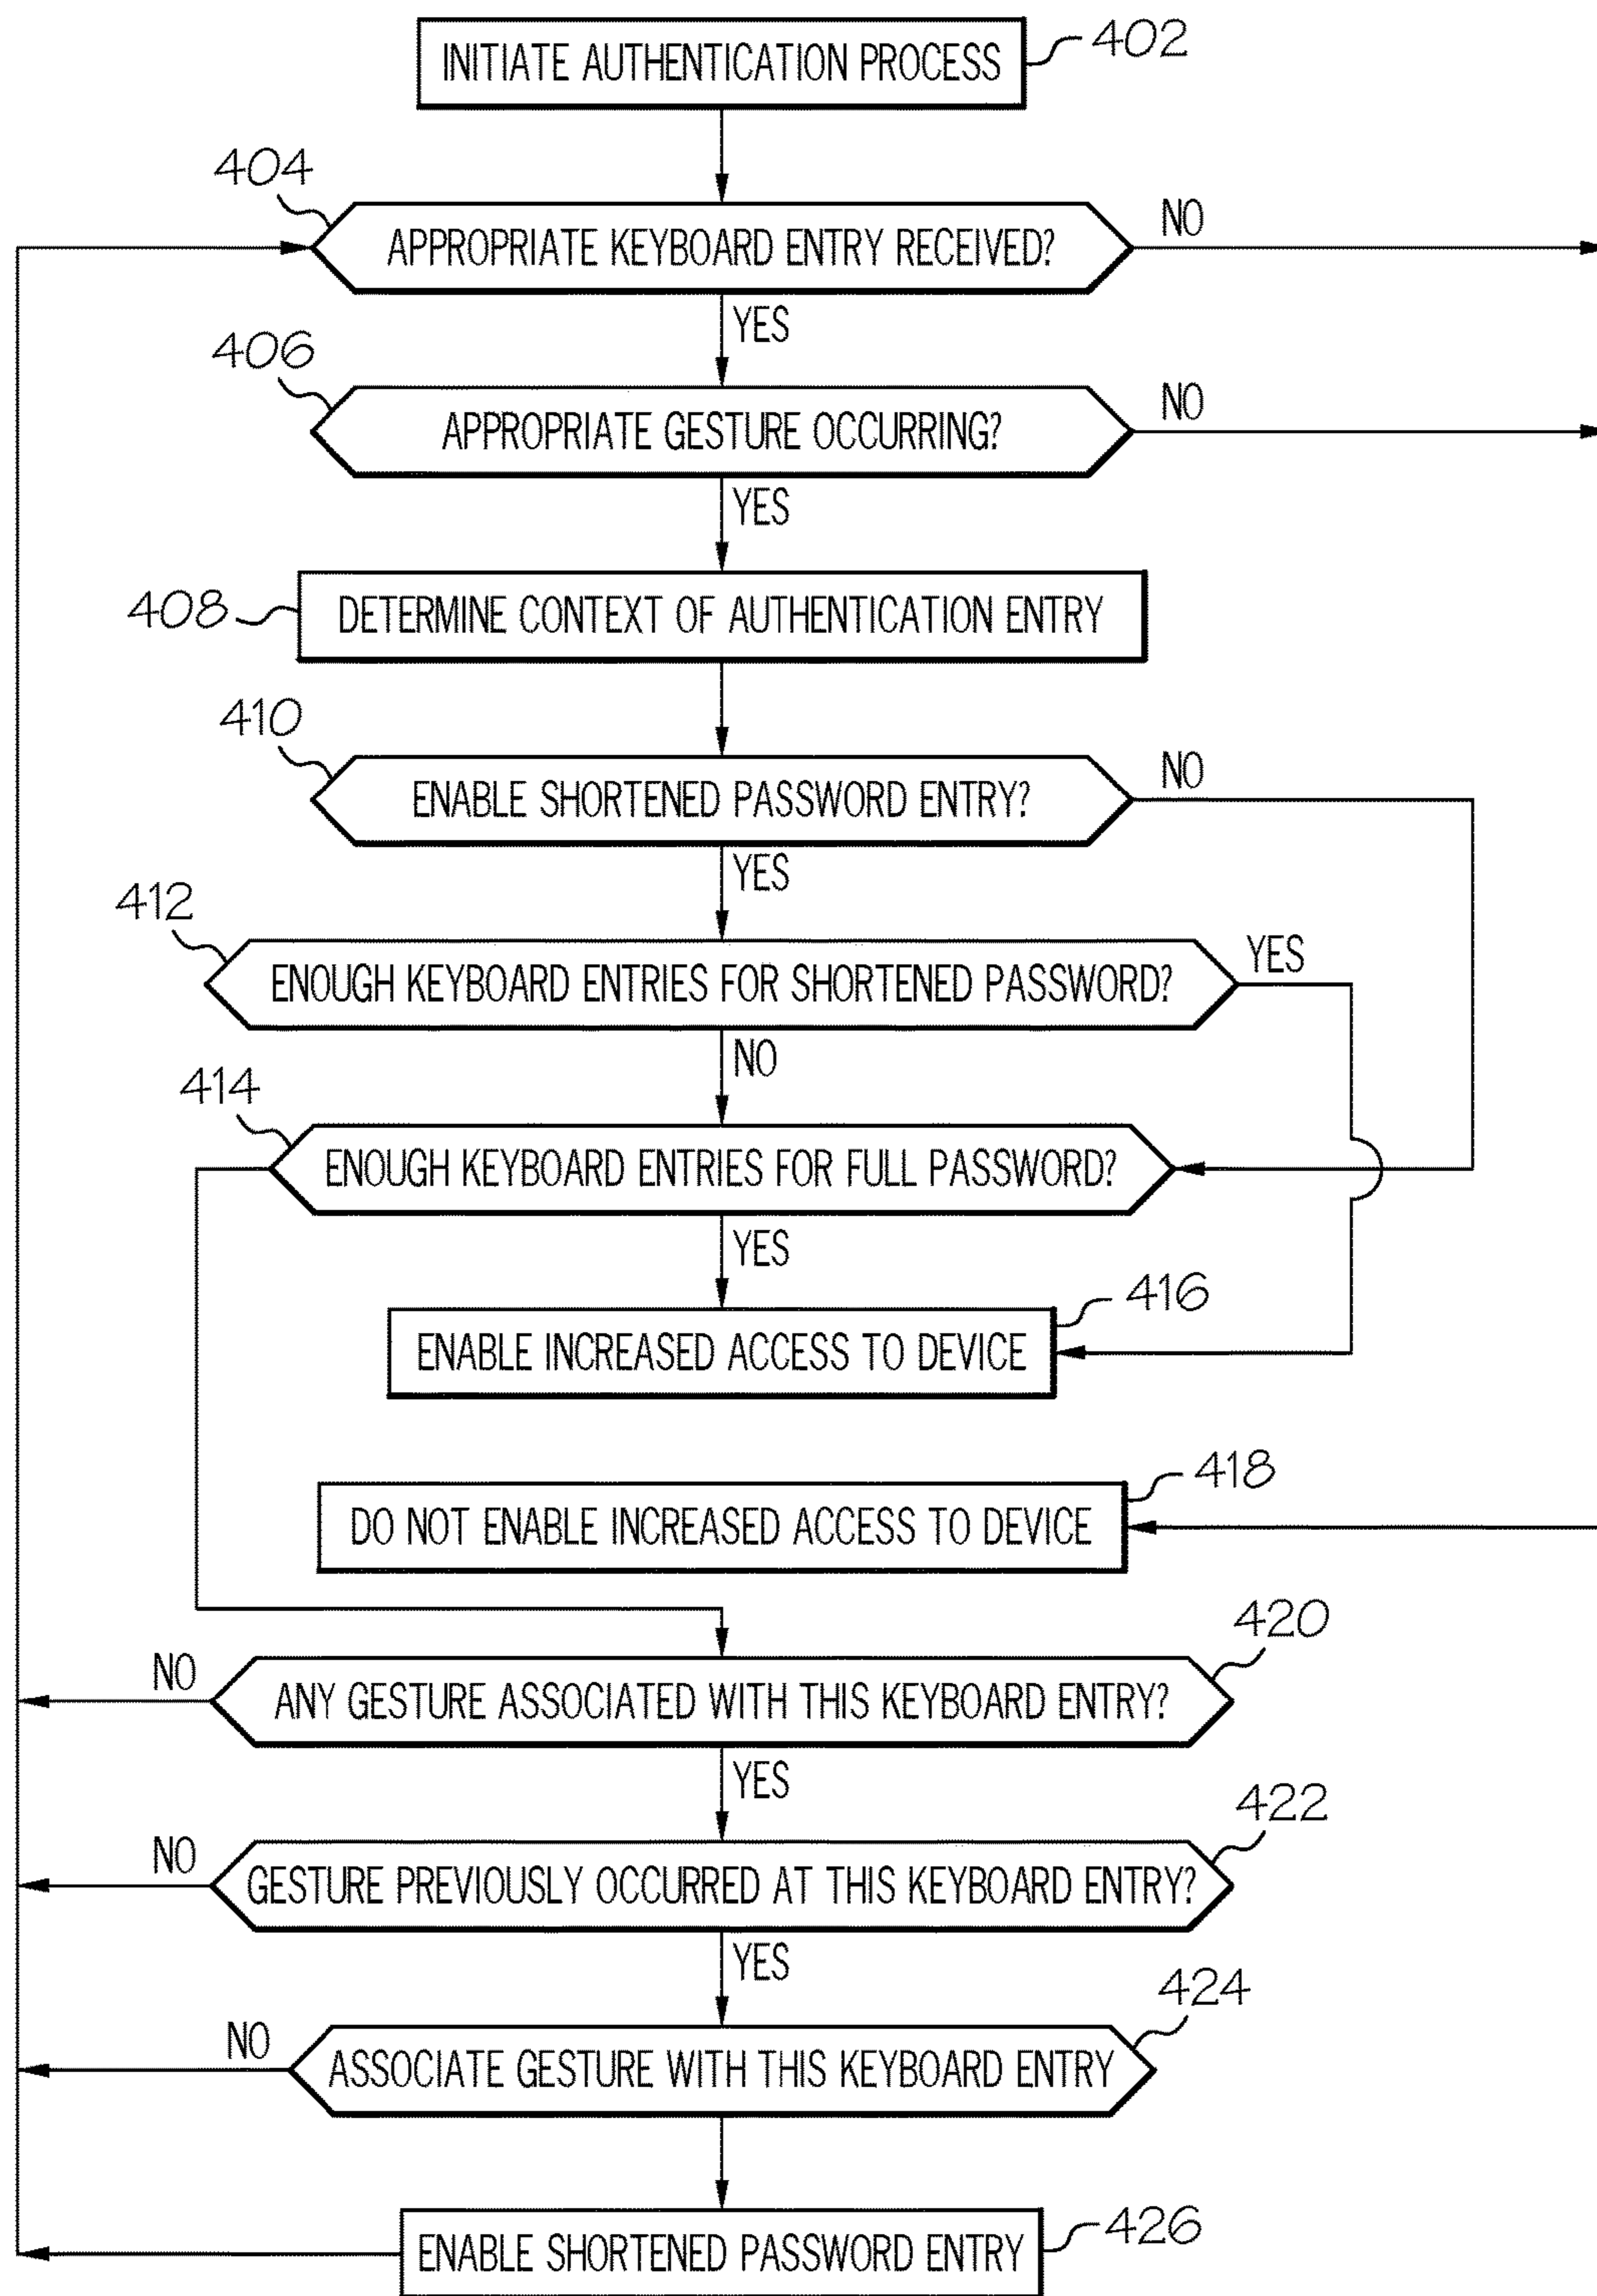 INITIATE AUTHENTICATION PROCESS
402
404
APPROPRIATE KEYBOARD ENTRY RECEIVED?
NO
YES
406
APPROPRIATE GESTURE OCCURRING?
NO
YES
408
DETERMINE CONTEXT OF AUTHENTICATION ENTRY
410
ENABLE SHORTENED PASSWORD ENTRY?
NO
YES
412
ENOUGH KEYBOARD ENTRIES FOR SHORTENED PASSWORD?
YES
NO
414
ENOUGH KEYBOARD ENTRIES FOR FULL PASSWORD?
YES
416
ENABLE INCREASED ACCESS TO DEVICE
418
DO NOT ENABLE INCREASED ACCESS TO DEVICE
420
NO
ANY GESTURE ASSOCIATED WITH THIS KEYBOARD ENTRY?
YES
422
NO
GESTURE PREVIOUSLY OCCURRED AT THIS KEYBOARD ENTRY?
YES
424
NO
ASSOCIATE GESTURE WITH THIS KEYBOARD ENTRY
ENABLE SHORTENED PASSWORD ENTRY
426